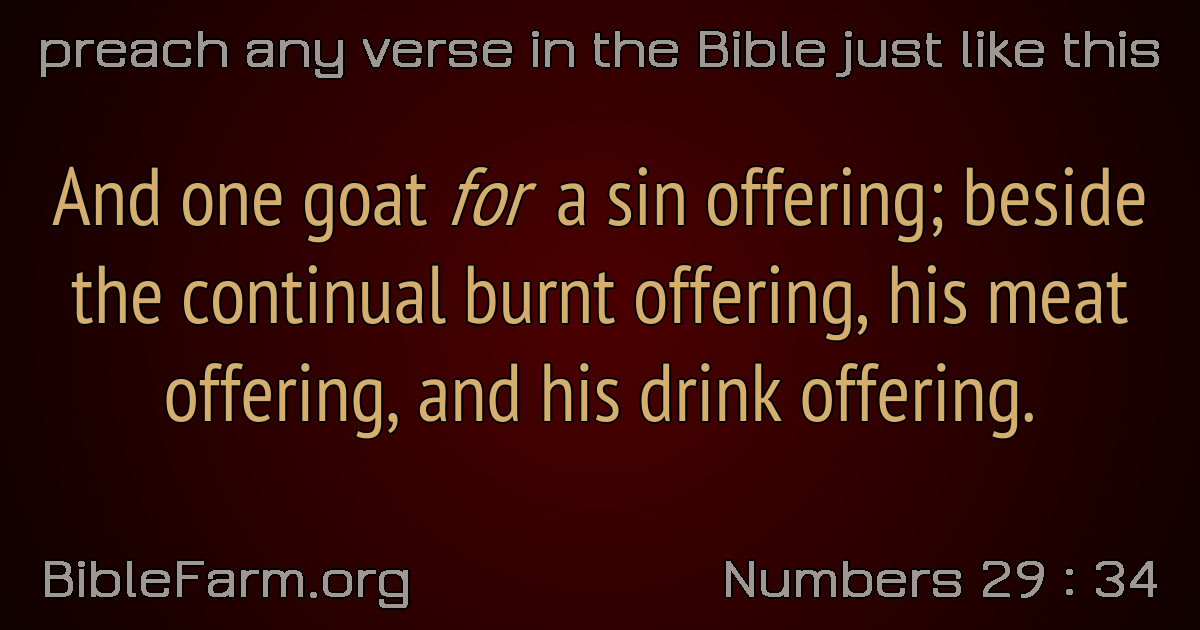 preach any verse in the Bible just like this
And one goat for a sin offering; beside
the continual burnt offering, his meat
offering, and his drink offering.
BibleFarm.org
Numbers 29 : 34